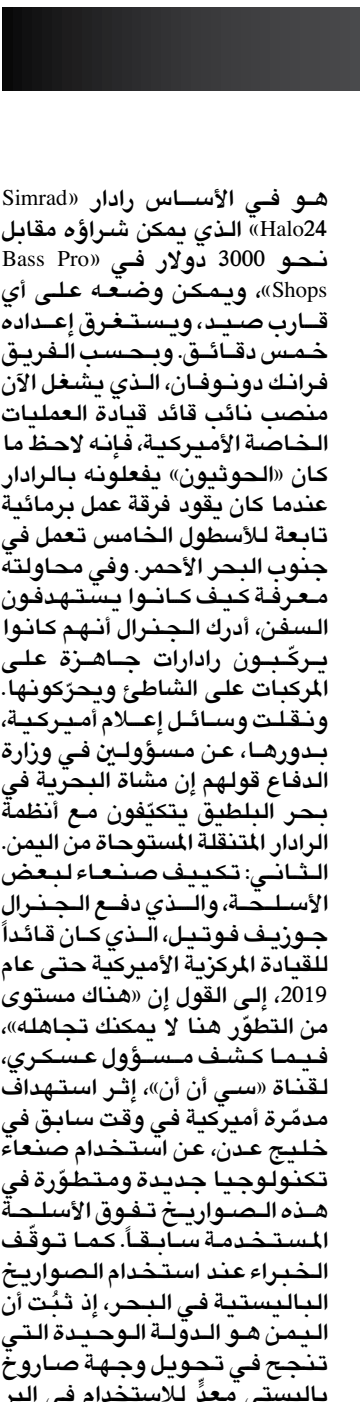 هو في الأساس رادار «Simrad
Halo24» الذي يمكن شراؤه مقابل
نحو 3000 دولار في «Bass Pro
Shops»، ويمكن وضعه على أي
قارب صيد، ويستغرق إعداده
خمس دقائق. وبحسب الفريق
فرانك دونوفان، الذي يشغل الآن
منصب نائب قائد قيادة العمليات
الخاصة الأميركية، فإنه لاحظ ما
كان «الحوثيون» يفعلونه بالرادار
عندما كان يقود فرقة عمل برمائية
تابعة للأسطول الخامس تعمل في
جنوب البحر الأحمر. وفي محاولته
معرفة كيف كانوا يستهدفون
السفن، أدرك الجنرال أنهم كانوا
يركّبون رادارات جاهزة على
المركبات على الشاطئ ويحرّكونها.
ونقلت وسائل إعلام أميركية،
بدورها، عن مسؤولين في وزارة
الدفاع قولهم إن مشاة البحرية في
بحر البلطيق يتكيّفون مع أنظمة
الرادار المتنقلة المستوحاة من اليمن.
الثاني: تكييف صنعاء لبعض
الأسلحة، والذي دفع الجنرال
جوزيف فوتيل، الذي كان قائداً
للقيادة المركزية الأميركية حتى عام
2019، إلى القول إن «هناك مستوى
من التطوّر هنا لا يمكنك تجاهله»،
فيما كشف مسؤول عسكري،
لقناة «سي أن أن»، إثر استهداف
مدمّرة أميركية في وقت سابق في
خليج عدن، عن استخدام صنعاء
تكنولوجيا جديدة ومتطوّرة في
هذه الصواريخ تفوق الأسلحة
المستخدمة سابقاً. كما توقّف
الخبراء عند استخدام الصواريخ
الباليستية في البحر، إذ ثبُت أن
اليمن هو الدولة الوحيدة التي
تنجح في تحويل وجهة صاروخ
باليستي معدٍّ للاستخدام في البر